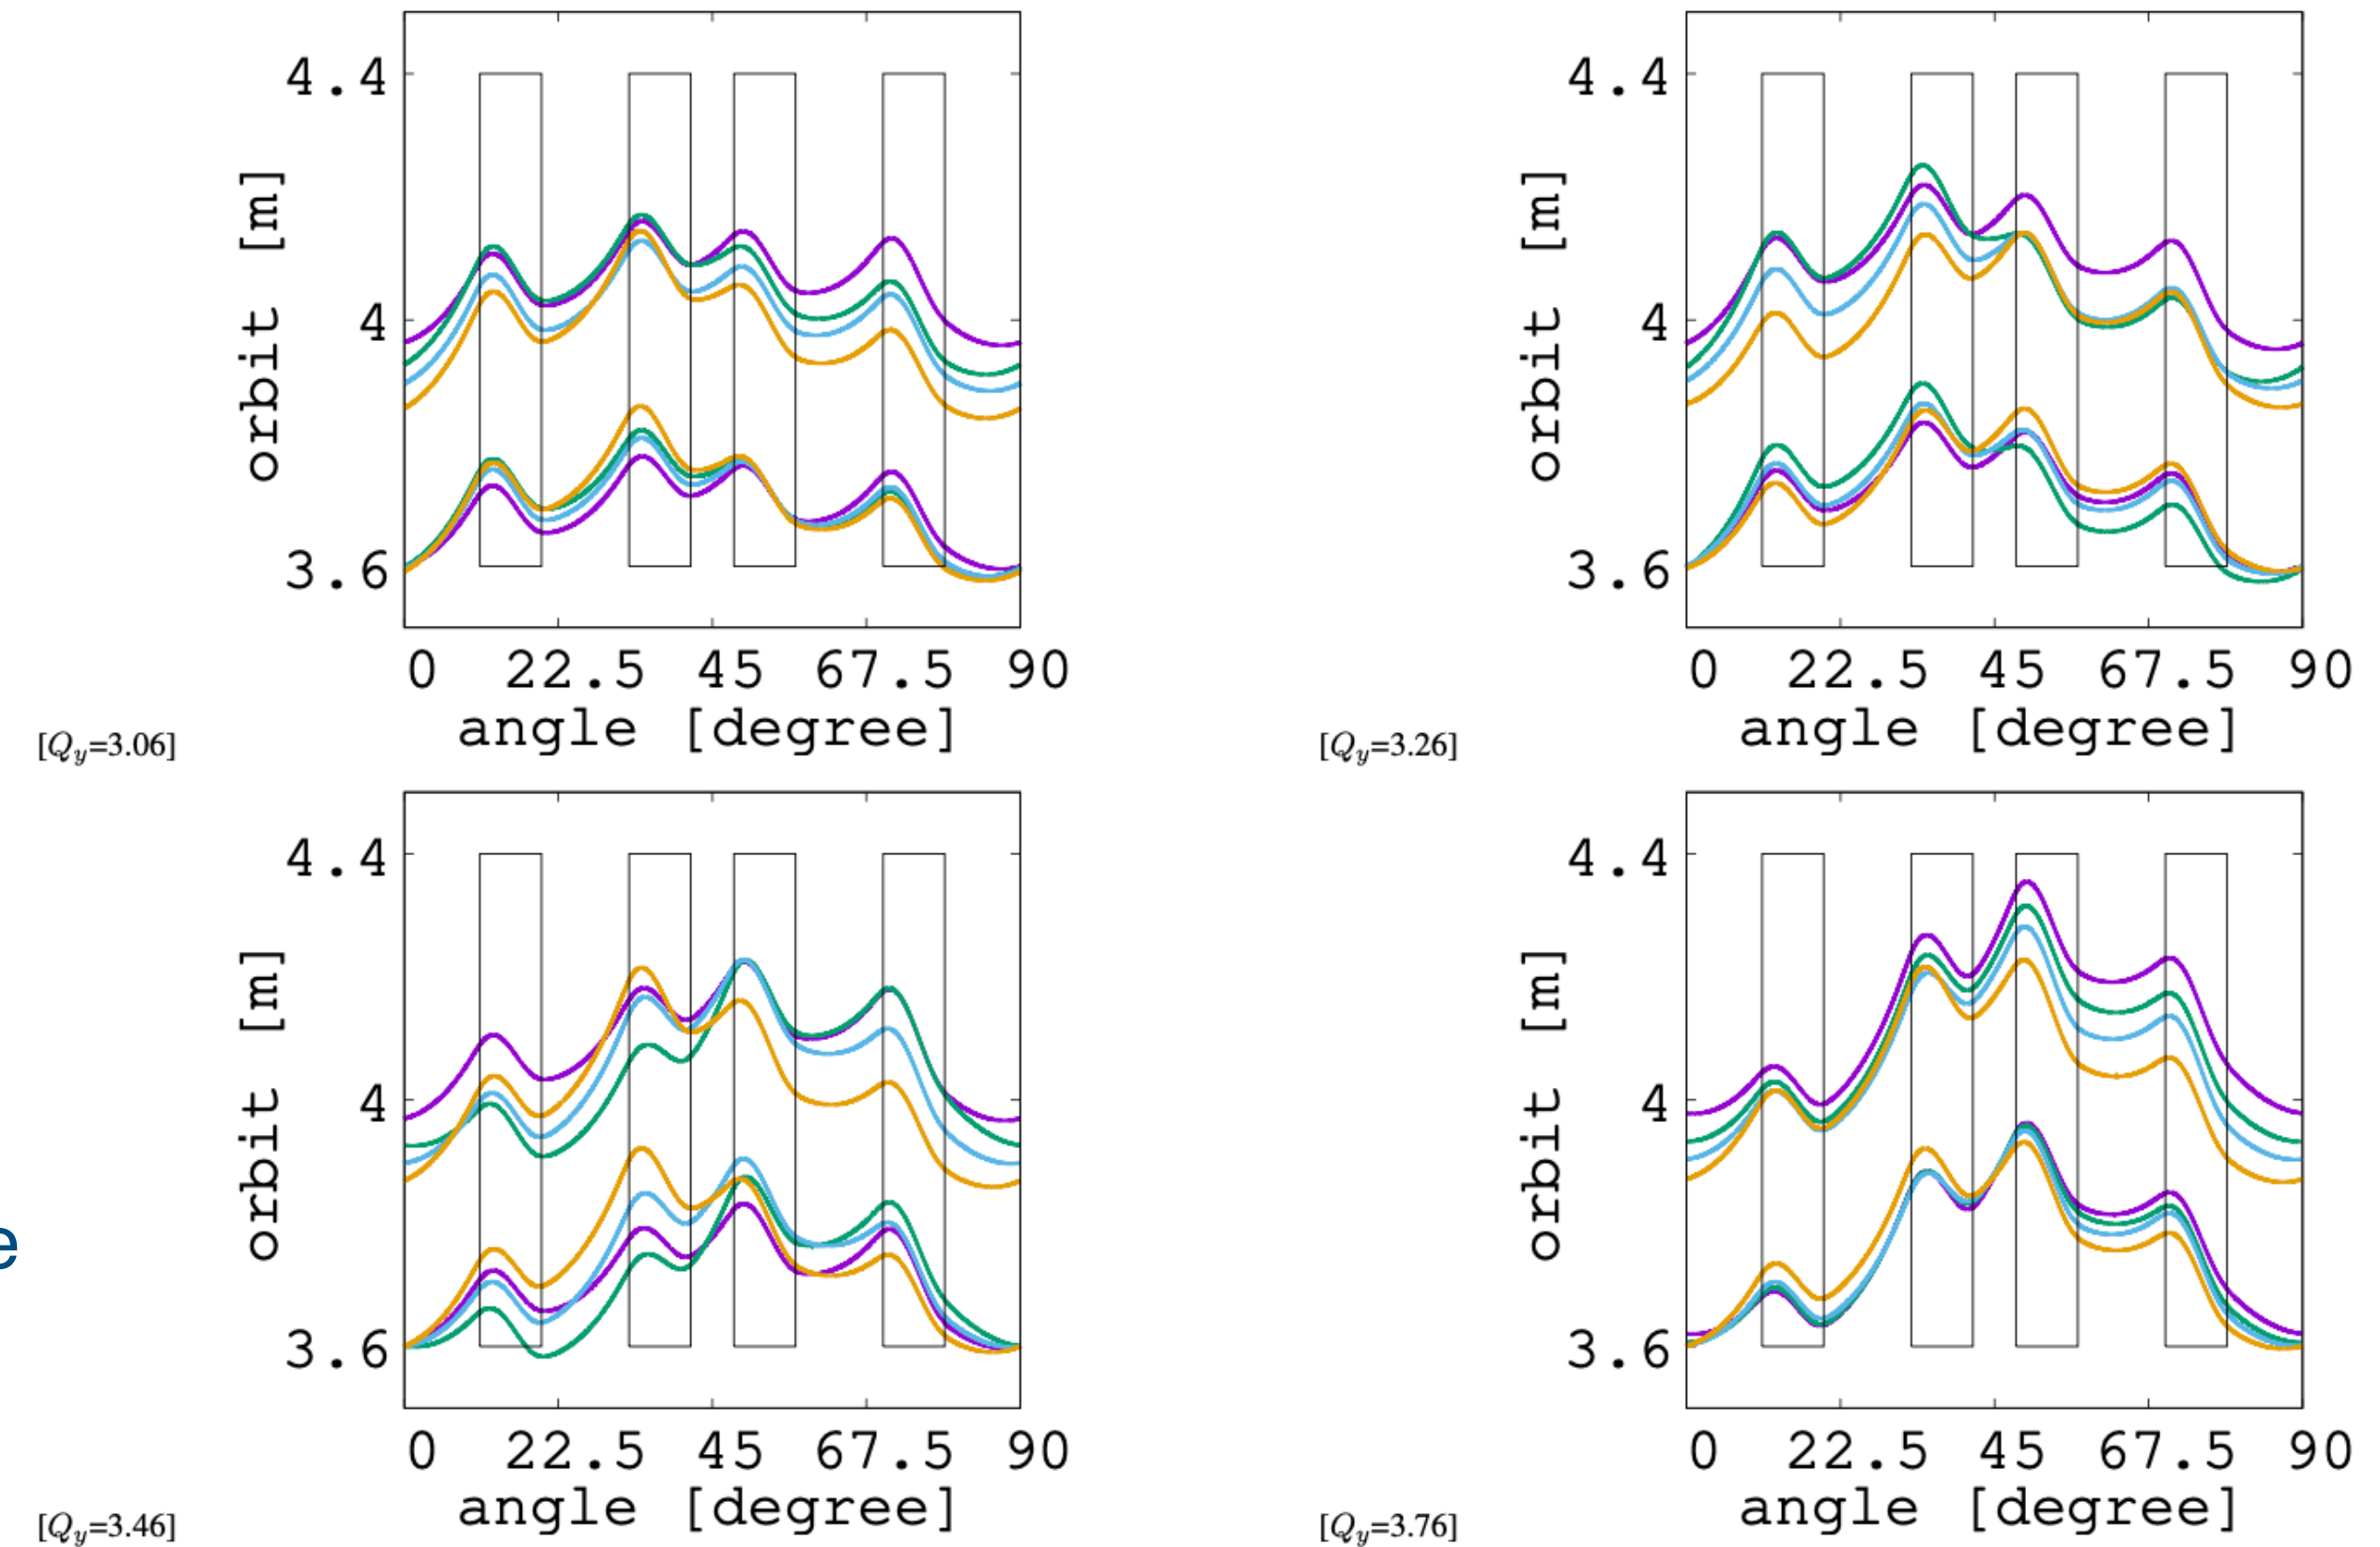 4.4
4
3.6
orbit [m]
0 22.5 45 67.5 90
angle [degree]
[Qy=3.06]
4.4
4
3.6
orbit [m]
0 22.5 45 67.5 90
angle [degree]
[Qy=3.26]
e
4.4
4
3.6
orbit [m]
0 22.5 45 67.5 90
angle [degree]
[Qy=3.46]
4.4
4
3.6
orbit [m]
0 22.5 45 67.5 90
angle [degree]
[Qy=3.76]